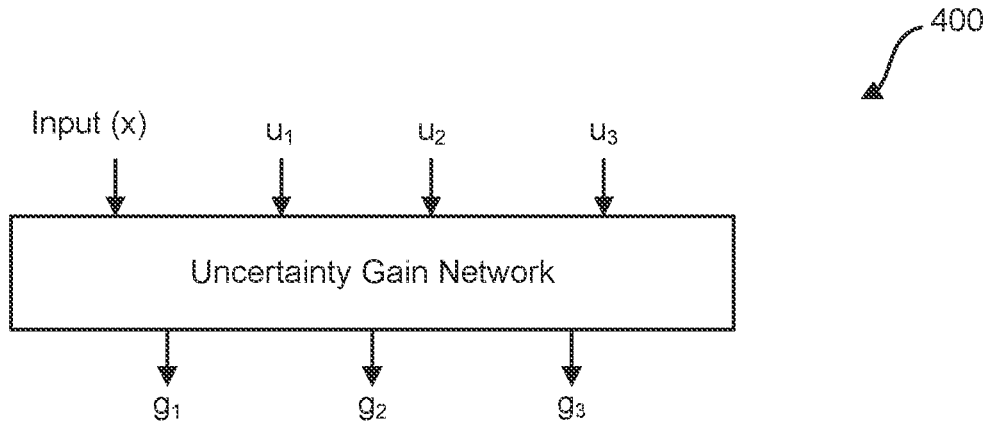 400
Input (x) u₁ u₂ u₃
Uncertainty Gain Network
g₁ g₂ g₃